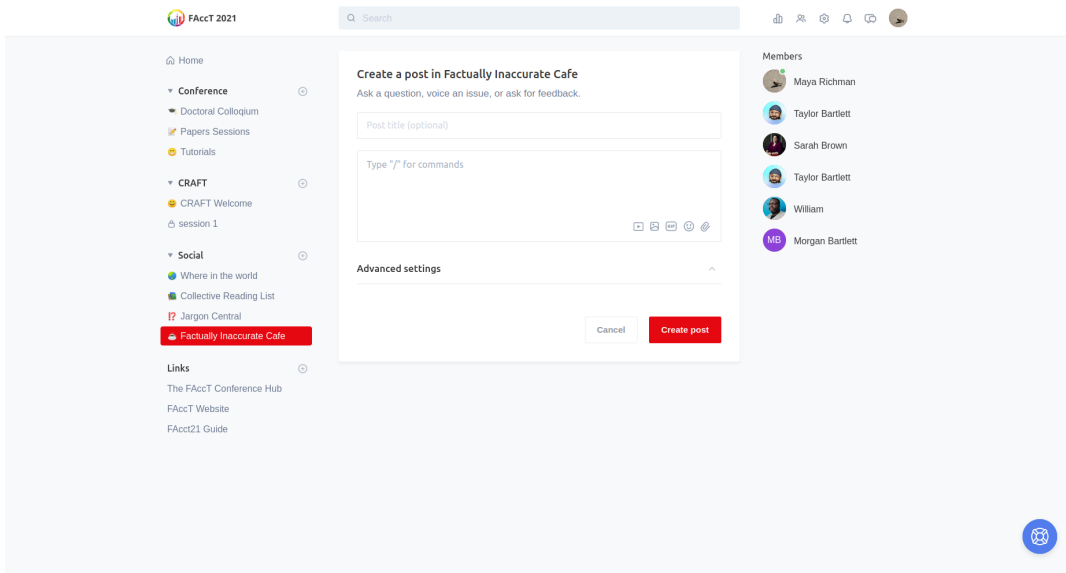 FAccT 2021
Search
Home
Conference
Doctoral Colloqium
Papers Sessions
Tutorials
CRAFT
CRAFT Welcome
session 1
Social
Where in the world
Collective Reading List
Jargon Central
Factually Inaccurate Cafe
Links
The FAccT Conference Hub
FAccT Website
FAcct21 Guide
Create a post in Factually Inaccurate Cafe
Ask a question, voice an issue, or ask for feedback.
Post title (optional)
Type "/" for commands
GIF
Advanced settings
Cancel
Create post
Members
Maya Richman
Taylor Bartlett
Sarah Brown
Taylor Bartlett
William
MB
Morgan Bartlett